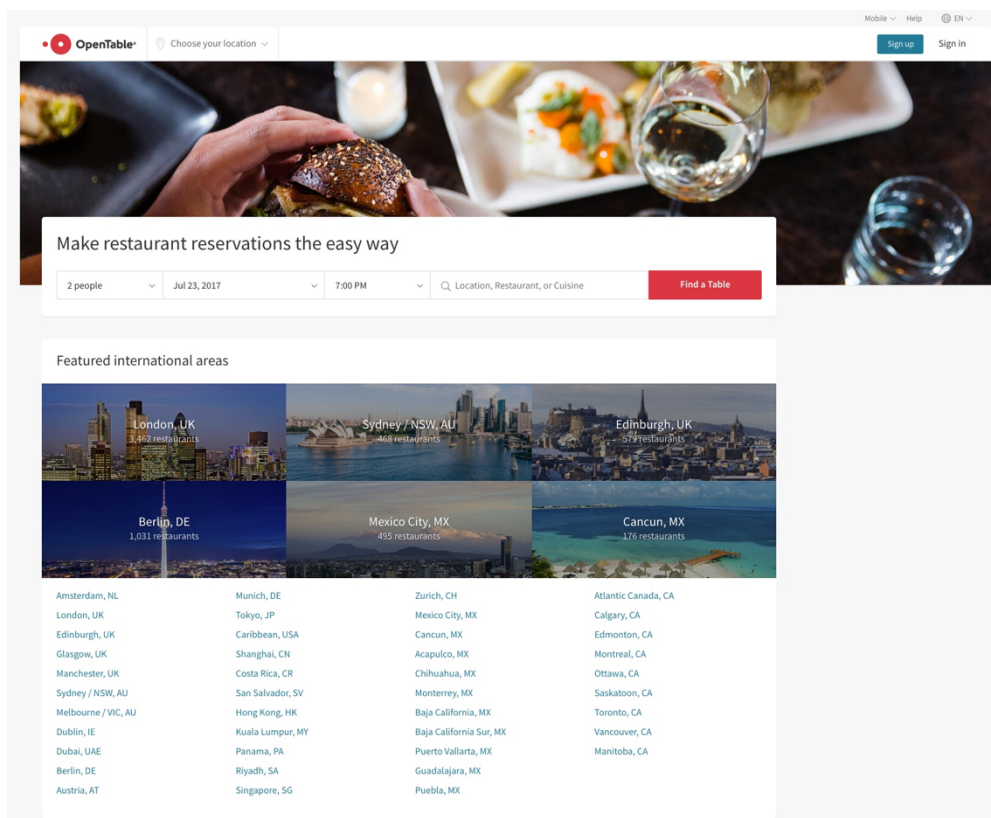 Mobile Help EN
OpenTable
Choose your location
Sign up Sign in
Make restaurant reservations the easy way
2 people Jul 23, 2017 7:00 PM Location, Restaurant, or Cuisine Find a Table
Featured international areas
London, UK Sydney / NSW, AU Edinburgh, UK
3,462 restaurants 468 restaurants 579 restaurants
Berlin, DE Mexico City, MX Cancun, MX
1,031 restaurants 495 restaurants 176 restaurants
Amsterdam, NL Munich, DE Zurich, CH Atlantic Canada, CA
London, UK Tokyo, JP Mexico City, MX Calgary, CA
Edinburgh, UK Caribbean, USA Cancun, MX Edmonton, CA
Glasgow, UK Shanghai, CN Acapulco, MX Montreal, CA
Manchester, UK Costa Rica, CR Chihuahua, MX Ottawa, CA
Sydney / NSW, AU San Salvador, SV Monterrey, MX Saskatoon, CA
Melbourne / VIC, AU Hong Kong, HK Baja California, MX Toronto, CA
Dublin, IE Kuala Lumpur, MY Baja California Sur, MX Vancouver, CA
Dubai, UAE Panama, PA Puerto Vallarta, MX Manitoba, CA
Berlin, DE Riyadh, SA Guadalajara, MX
Austria, AT Singapore, SG Puebla, MX